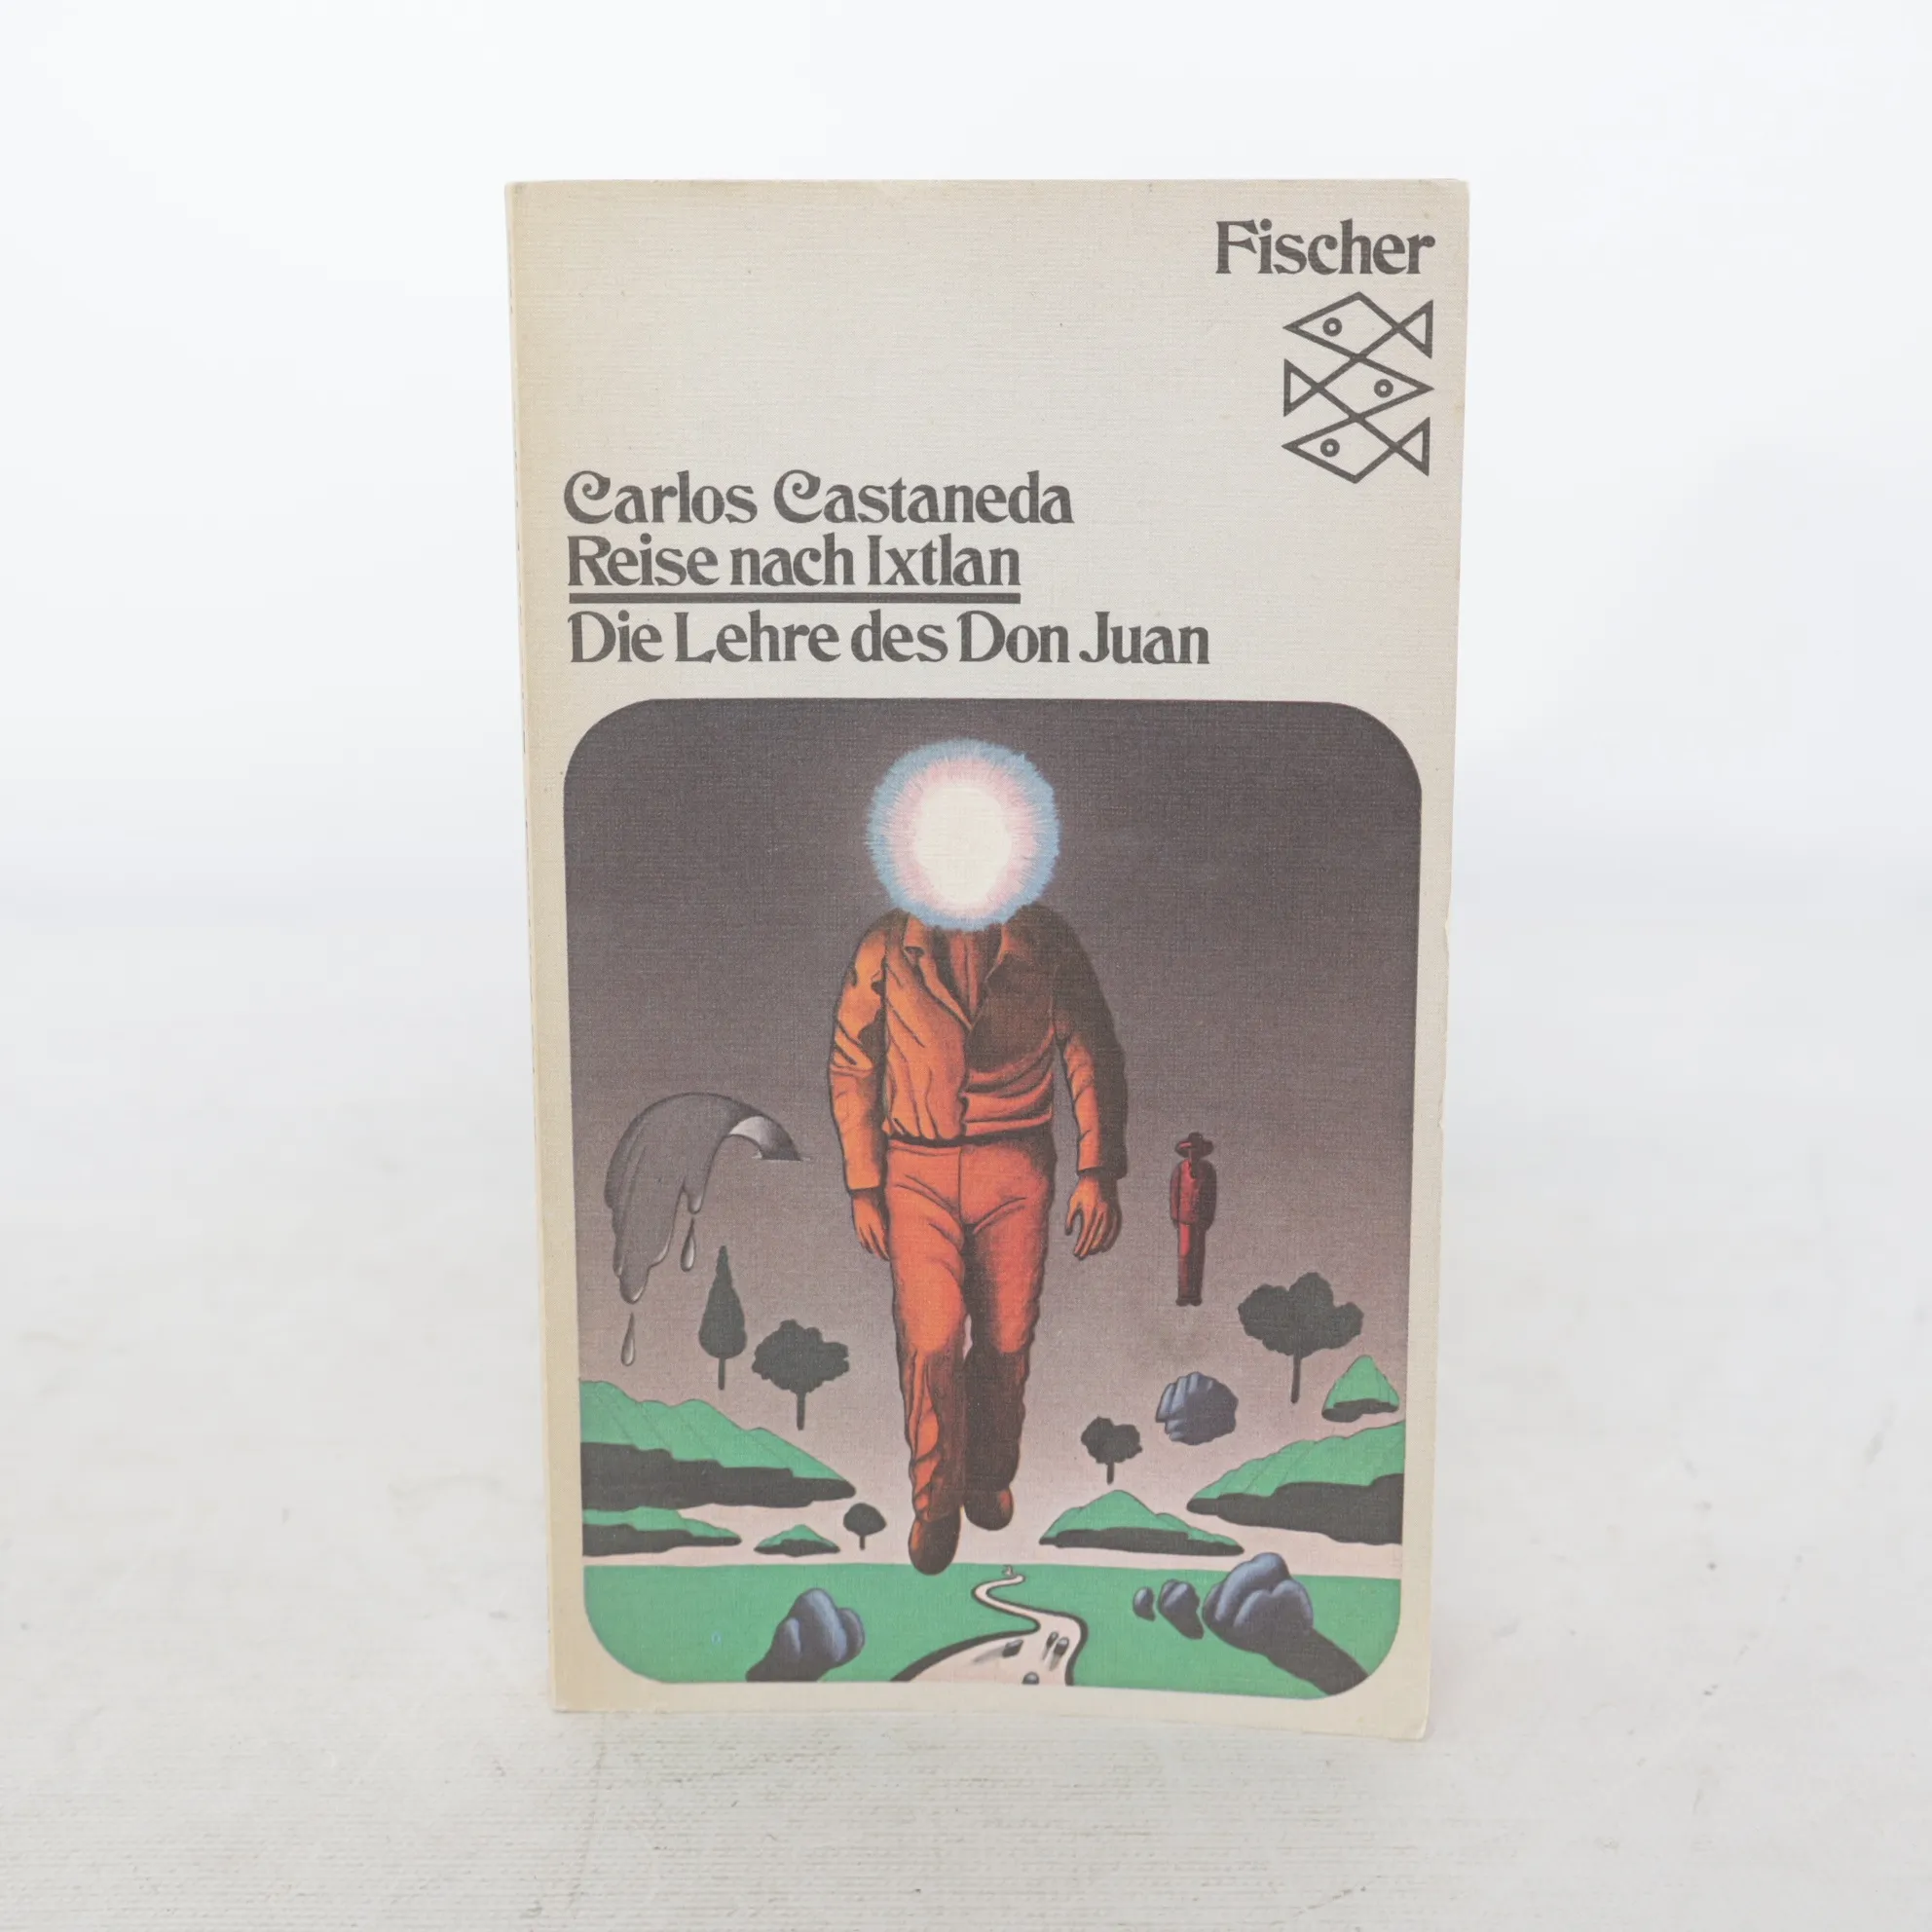 Fischer
Carlos Castaneda
Reise nach Ixtlan
Die Lehre des Don Juan